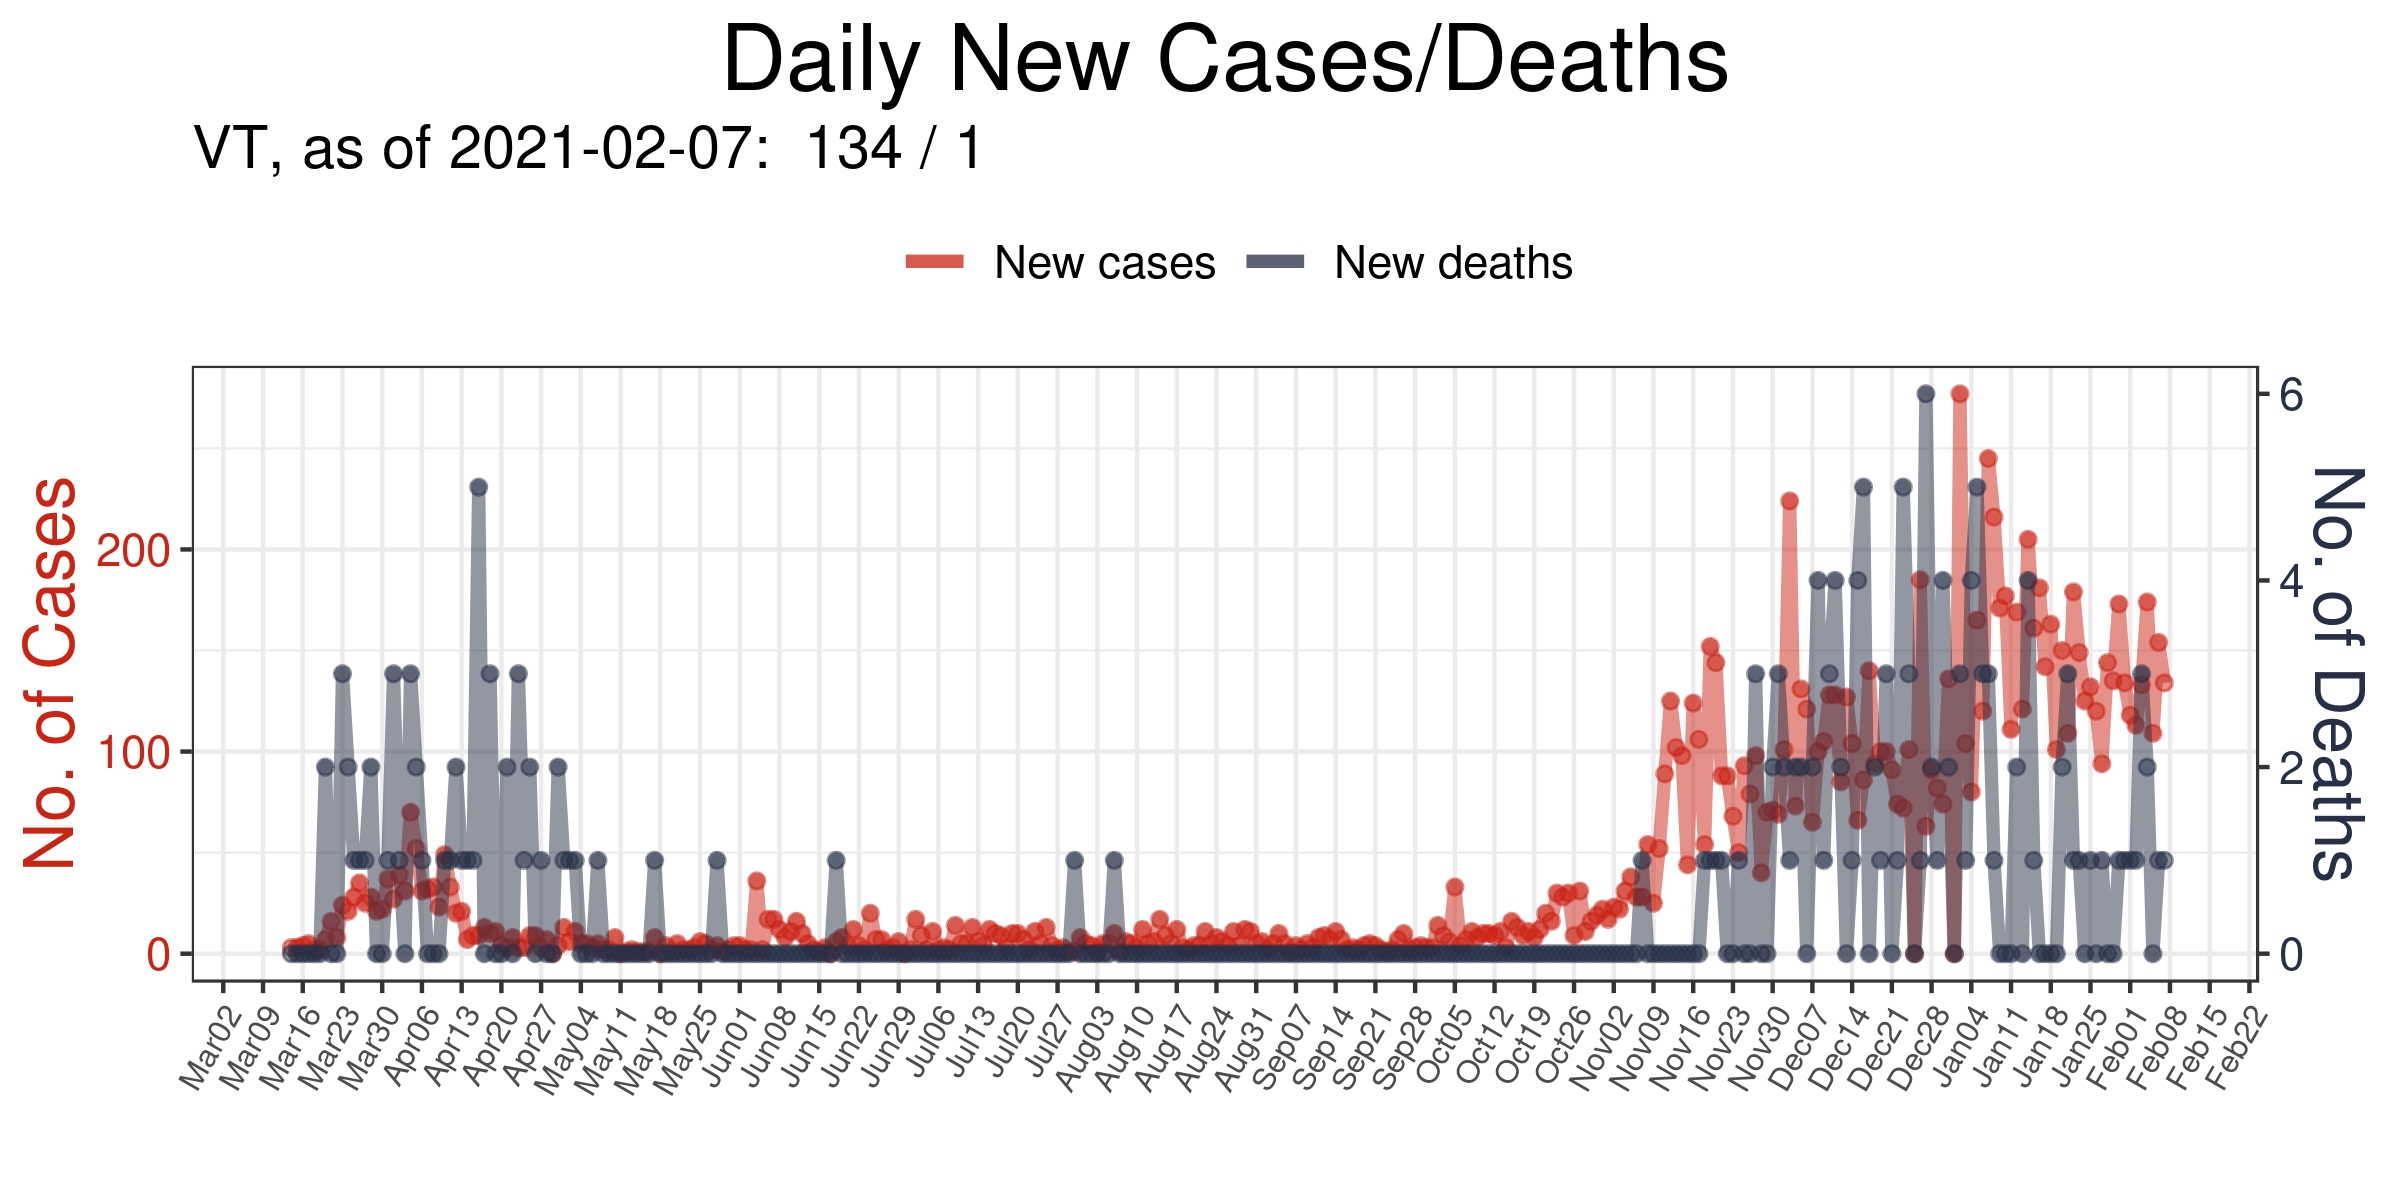 Daily New Cases/Deaths
VT, as of 2021-02-07: 134 / 1
New cases New deaths
No. of Cases
200
100
0
6
4
2
0
No. of Deaths
Mar02 Mar09 Mar16 Mar23 Mar30 Apr06 Apr13 Apr20 Apr27 May04 May11 May18 May25 Jun01 Jun08 Jun15 Jun22 Jun29 Jul06 Jul13 Jul20 Jul27 Aug03 Aug10 Aug17 Aug24 Aug31 Sep07 Sep14 Sep21 Sep28 Oct05 Oct12 Oct19 Oct26 Nov02 Nov09 Nov16 Nov23 Nov30 Dec07 Dec14 Dec21 Dec28 Jan04 Jan11 Jan18 Jan25 Feb01 Feb08 Feb15 Feb22